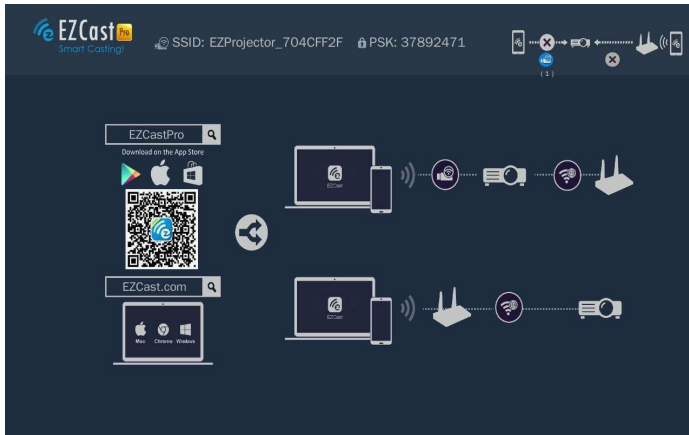 EZCast Pro
Smart Casting!
SSID: EZProjector_704CFF2F PSK: 37892471
(1)
EZCastPro
Download on the App Store
EZCast
EZCast.com
EZCast
Mac Chrome Windows